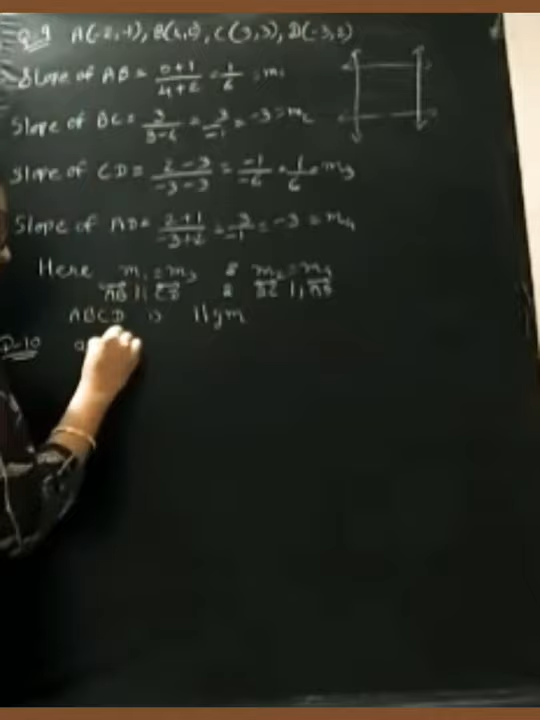 Q.9 A(-2,-1), B(4,0), C(3,3), D(-3,2)
Slope of AB = 0+1/4+2 = 1/6 = m₁
Slope of BC = 3/3-4 = 3/-1 = -3 = m₂
Slope of CD = 2-3/-3-3 = -1/-6 = 1/6 = m₃
Slope of AD = 2+1/-3+2 = 3/-1 = -3 = m₄
Here m₁ = m₃ & m₂ = m₄
AB || CD & BC || AD
ABCD is ||gm
Q.10